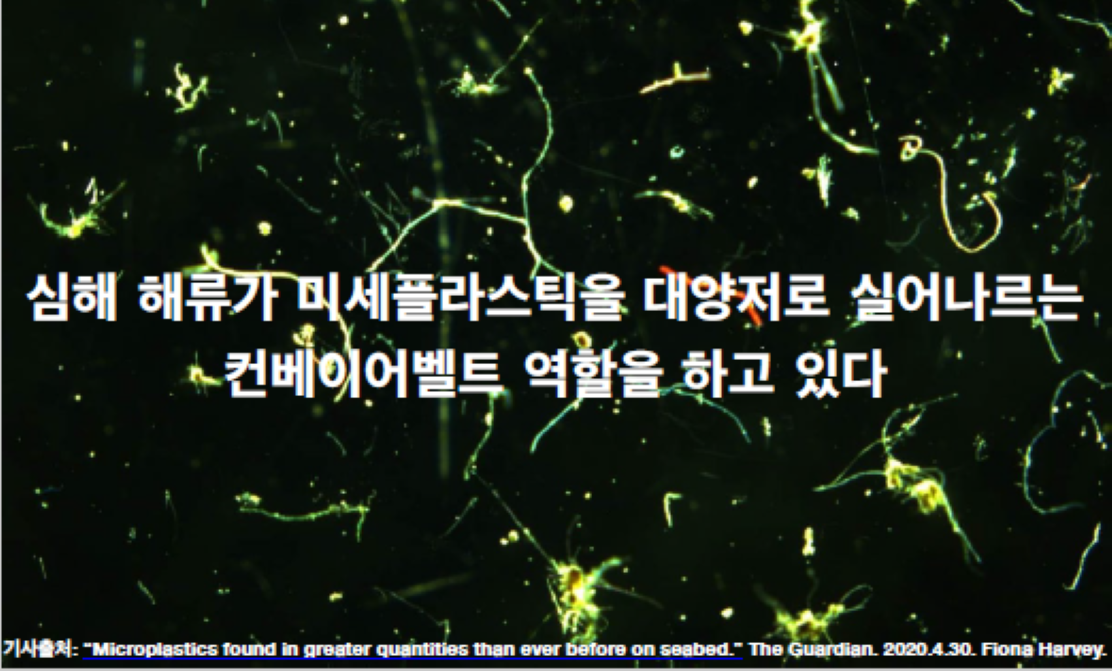 심해 해류가 미세플라스틱을 대양저로 실어나르는
컨베이어벨트 역할을 하고 있다
기사출처: "Microplastics found in greater quantities than ever before on seabed." The Guardian. 2020.4.30. Fiona Harvey.